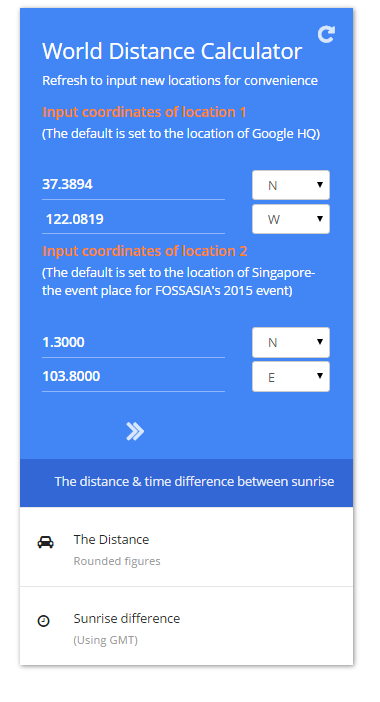 World Distance Calculator
Refresh to input new locations for convenience
Input coordinates of location 1
(The default is set to the location of Google HQ)
37.3894 N
122.0819 W
Input coordinates of location 2
(The default is set to the location of Singapore-
the event place for FOSSASIA's 2015 event)
1.3000 N
103.8000 E
The distance & time difference between sunrise
The Distance
Rounded figures
Sunrise difference
(Using GMT)